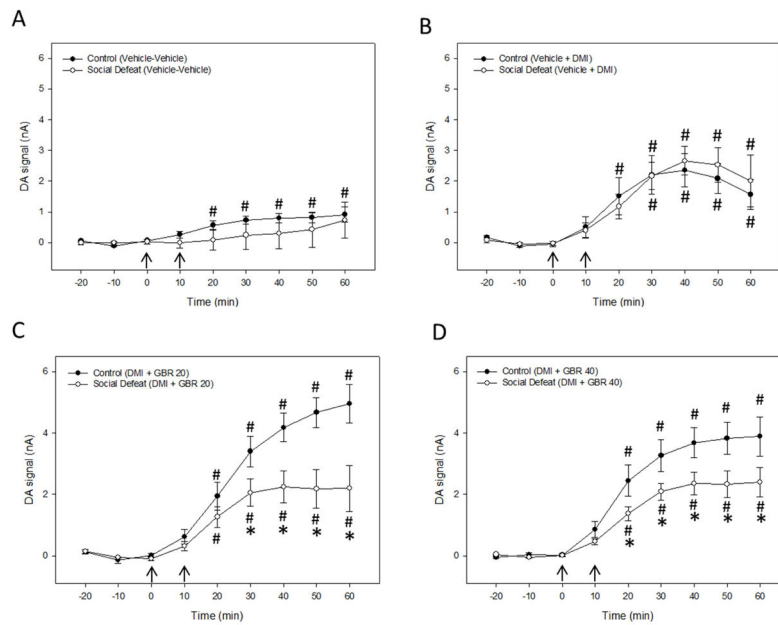 A
Control (Vehicle-Vehicle)
Social Defeat (Vehicle-Vehicle)
DA signal (nA)
6
5
4
3
2
1
0
# # # # #
-20 -10 0 10 20 30 40 50 60
Time (min)
B
Control (Vehicle + DMI)
Social Defeat (Vehicle + DMI)
DA signal (nA)
6
5
4
3
2
1
0
# # # # #
# # # #
-20 -10 0 10 20 30 40 50 60
Time (min)
C
Control (DMI + GBR 20)
Social Defeat (DMI + GBR 20)
DA signal (nA)
6
4
2
0
# # # # #
# # # # #
* * * *
-20 -10 0 10 20 30 40 50 60
Time (min)
D
Control (DMI + GBR 40)
Social Defeat (DMI + GBR 40)
DA signal (nA)
6
4
2
0
# # # # #
# # # # #
* * * * *
-20 -10 0 10 20 30 40 50 60
Time (min)